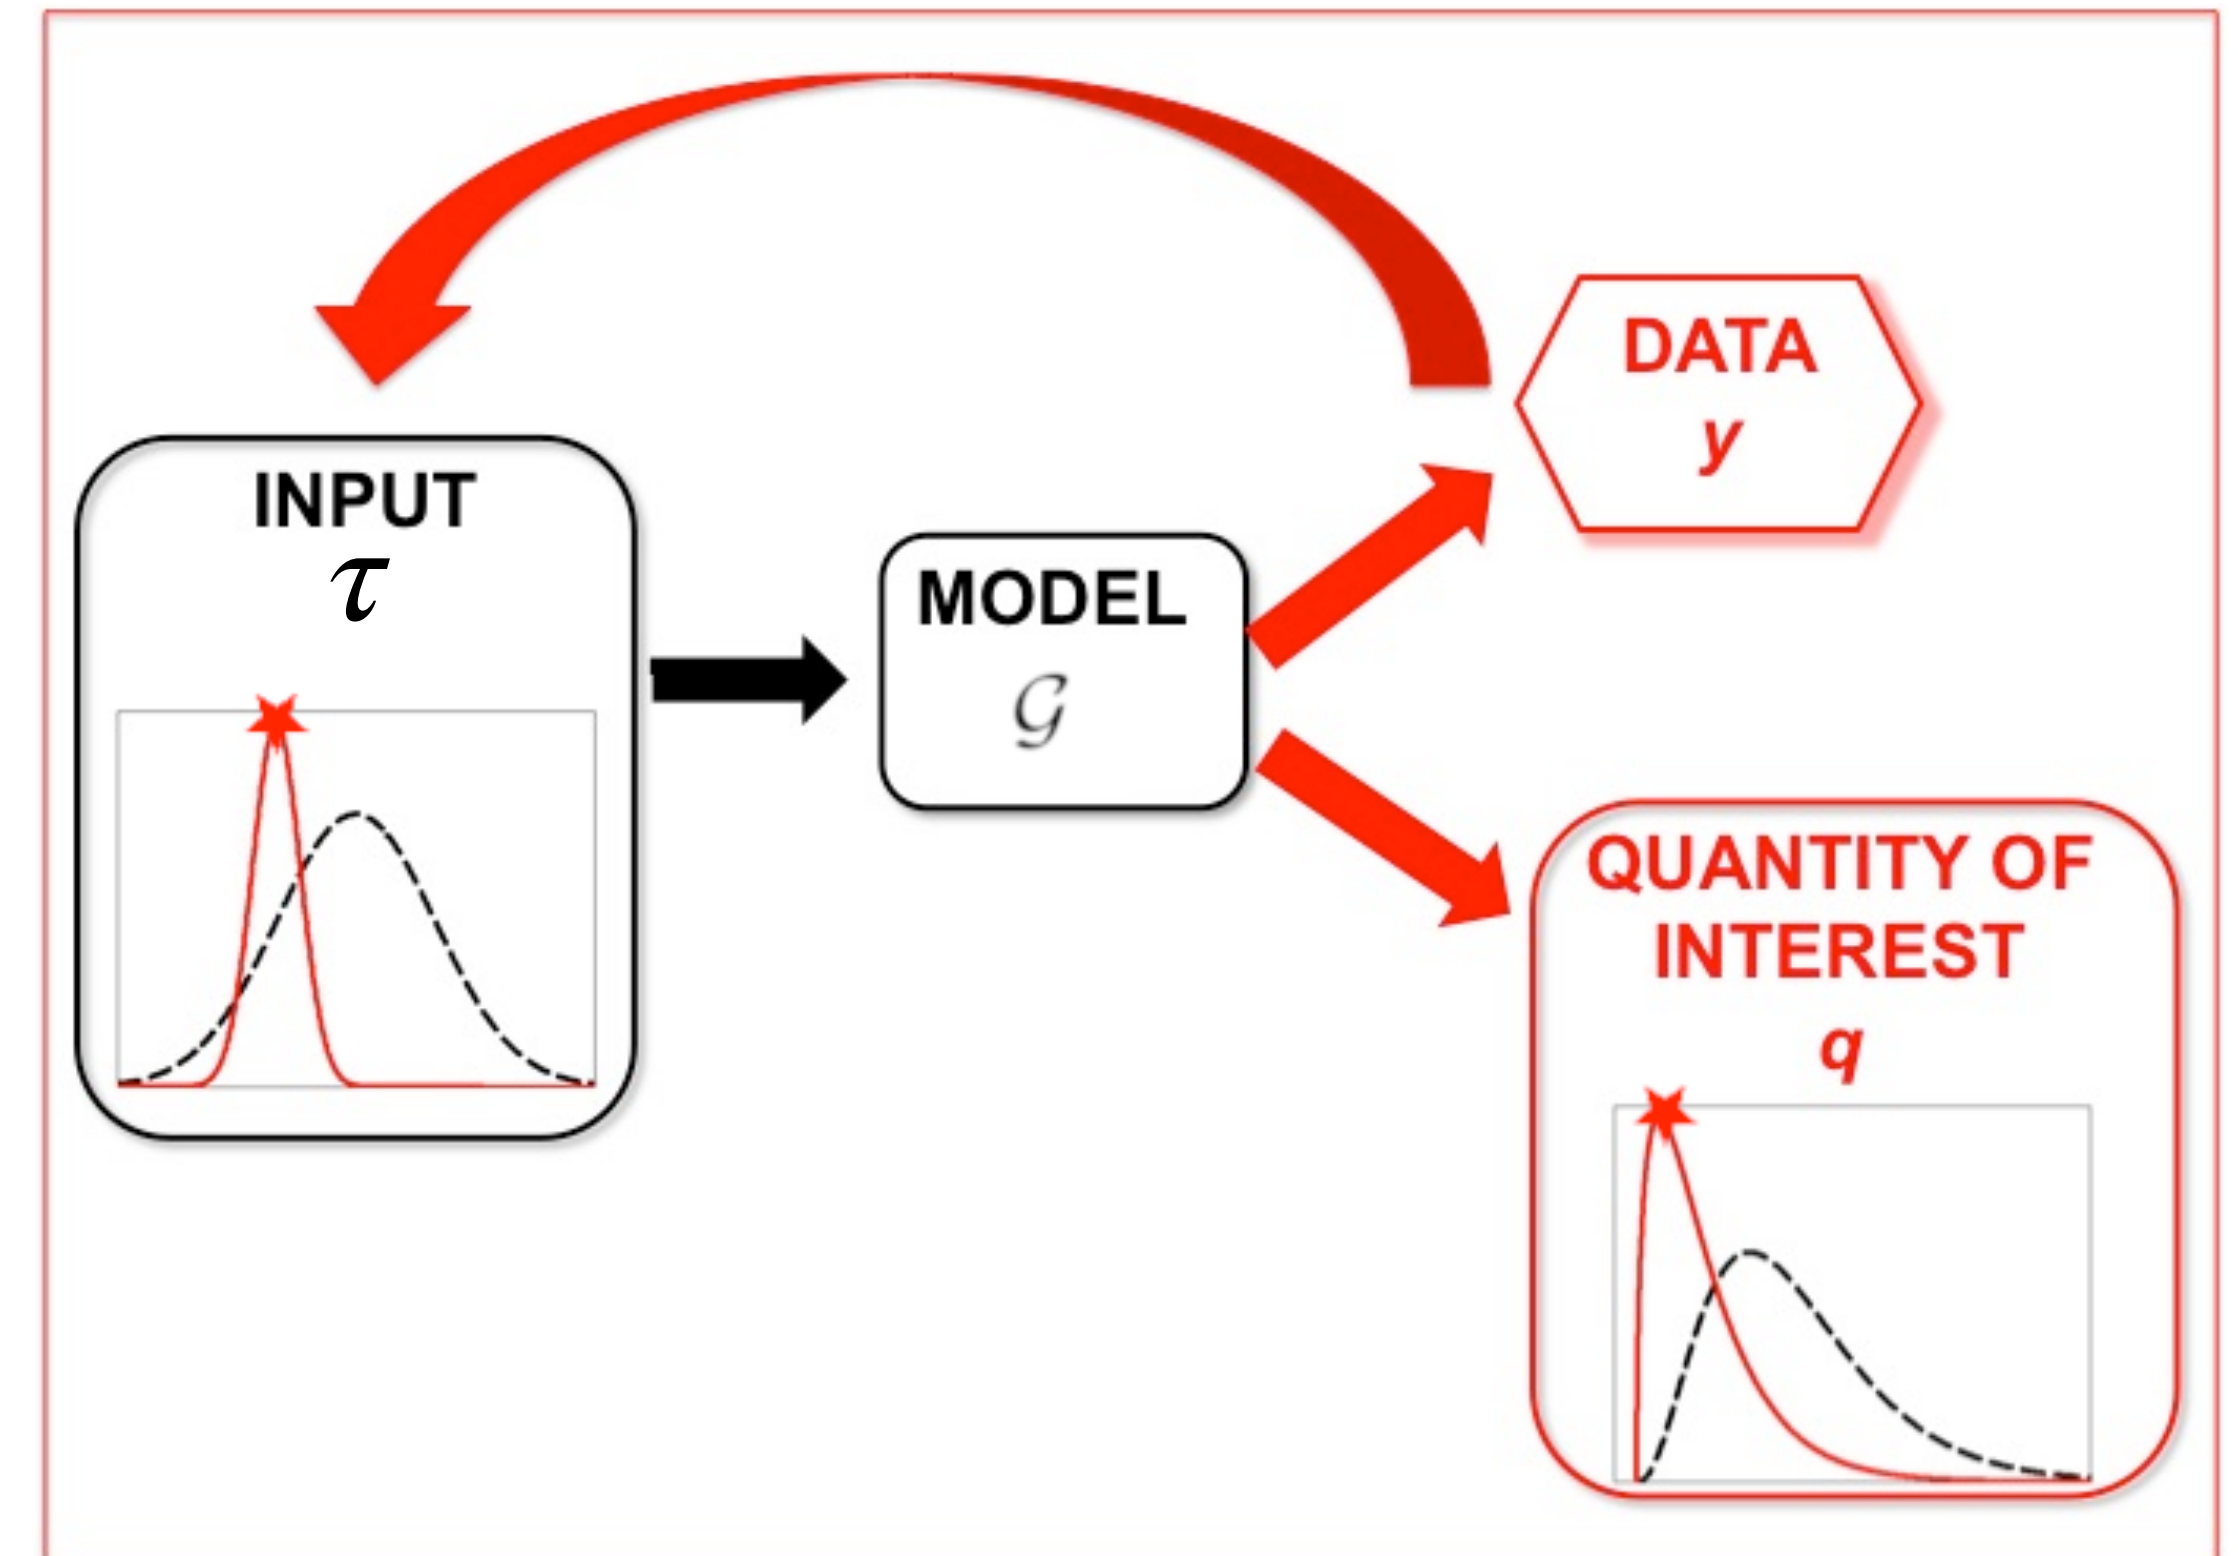 DATA
y
INPUT
τ
MODEL
𝒢
QUANTITY OF
INTEREST
q